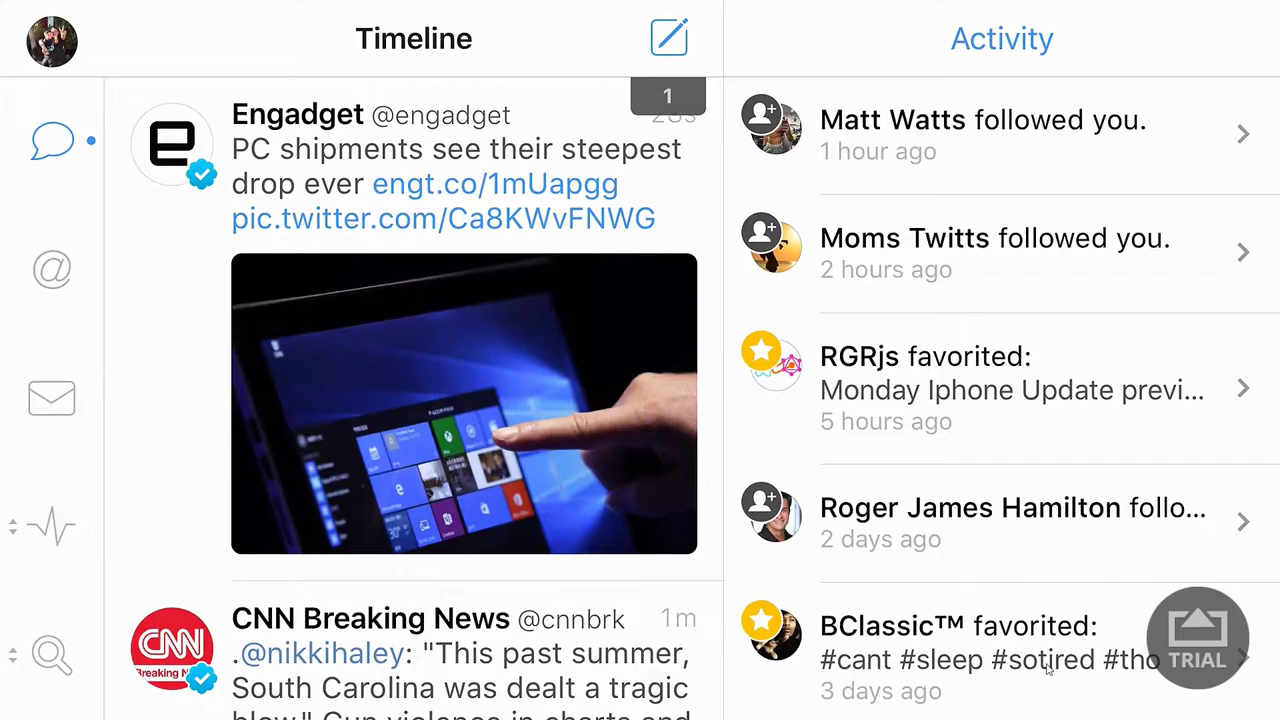 Timeline
1
Engadget @engadget
28s
PC shipments see their steepest
drop ever engt.co/1mUapgg
pic.twitter.com/Ca8KWvFNWG
CNN Breaking News @cnnbrk 1m
CNN
Breaking News
.@nikkihaley: "This past summer,
South Carolina was dealt a tragic
blow." Gun violence in charts and
Activity
Matt Watts followed you.
1 hour ago
Moms Twitts followed you.
2 hours ago
RGRjs favorited:
Monday Iphone Update previ...
5 hours ago
Roger James Hamilton follo...
2 days ago
BClassic™ favorited:
#cant #sleep #sotired #tho
3 days ago
TRIAL